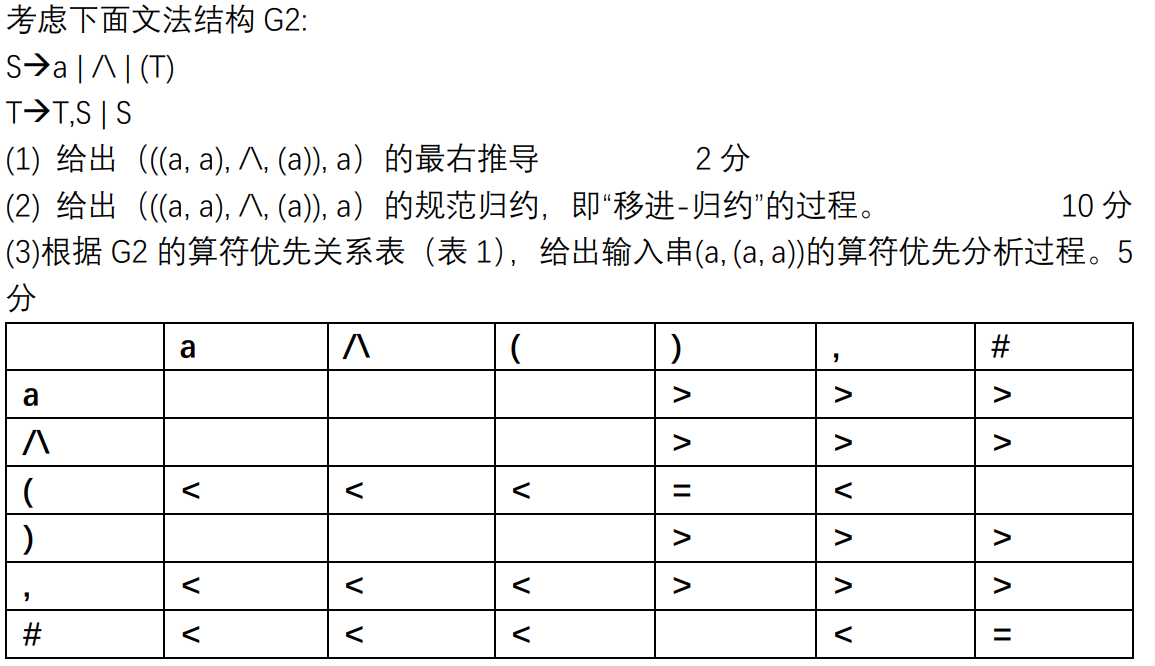 考虑下面文法结构 G2:
S→a | /\ | (T)
T→T,S | S
(1) 给出（((a, a), /\, (a)), a）的最右推导 2 分
(2) 给出（((a, a), /\, (a)), a）的规范归约，即“移进-归约”的过程。 10 分
(3)根据 G2 的算符优先关系表（表 1），给出输入串(a, (a, a))的算符优先分析过程。5
分
a /\ ( ) , #
a > > >
/\ > > >
( < < < = <
) > > >
, < < < > > >
# < < < < =